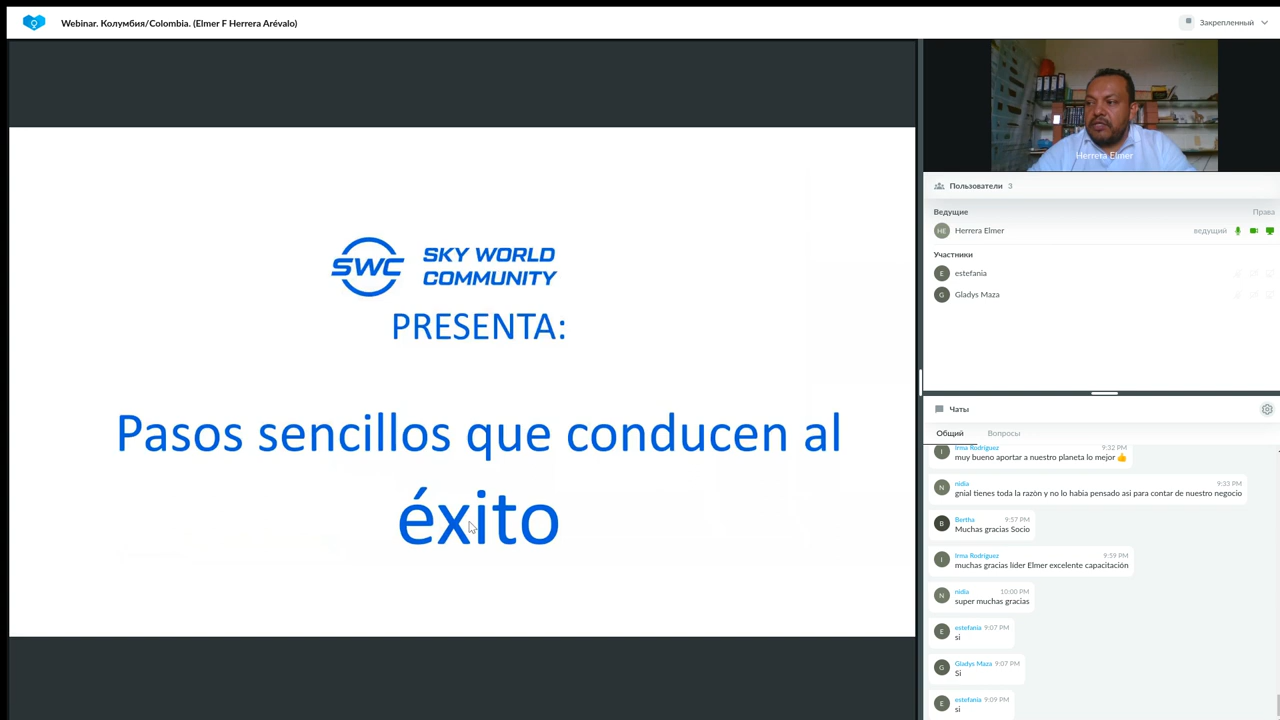 Webinar. Колумбия/Colombia. (Elmer F Herrera Arévalo)
Закрепленный
SWC
SKY WORLD
COMMUNITY
PRESENTA:
Pasos sencillos que conducen al
éxito
Herrera Elmer
Пользователи 3
Ведущие Права
HE Herrera Elmer ведущий
Участники
E estefania
G Gladys Maza
Чаты
Общий Вопросы
I Irma Rodriguez 9:32 PM
muy bueno aportar a nuestro planeta lo mejor 👍
N nidia 9:33 PM
gnial tienes toda la razòn y no lo habia pensado asi para contar de nuestro negocio
B Bertha 9:57 PM
Muchas gracias Socio
I Irma Rodriguez 9:59 PM
muchas gracias líder Elmer excelente capacitación
N nidia 10:00 PM
super muchas gracias
E estefania 9:07 PM
si
G Gladys Maza 9:07 PM
Si
E estefania 9:09 PM
si